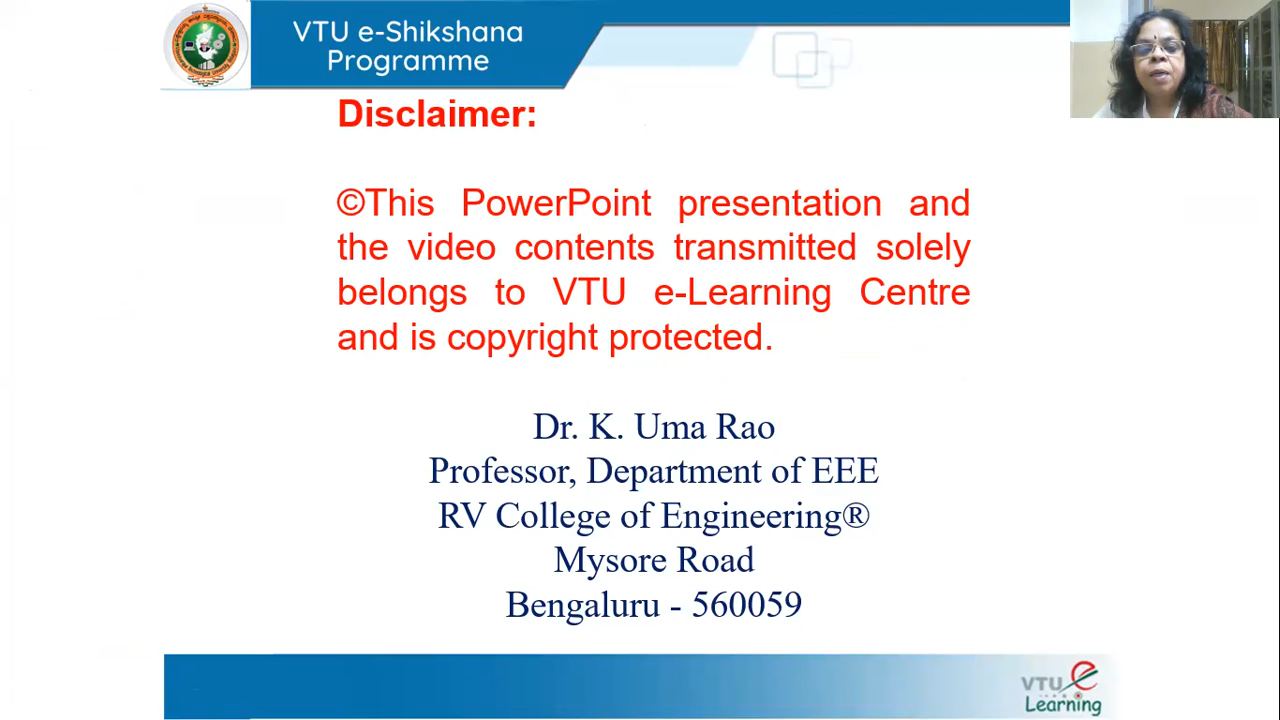 VTU e-Shikshana
Programme
Disclaimer:
©This PowerPoint presentation and
the video contents transmitted solely
belongs to VTU e-Learning Centre
and is copyright protected.
Dr. K. Uma Rao
Professor, Department of EEE
RV College of Engineering®
Mysore Road
Bengaluru - 560059
VTU e
Learning